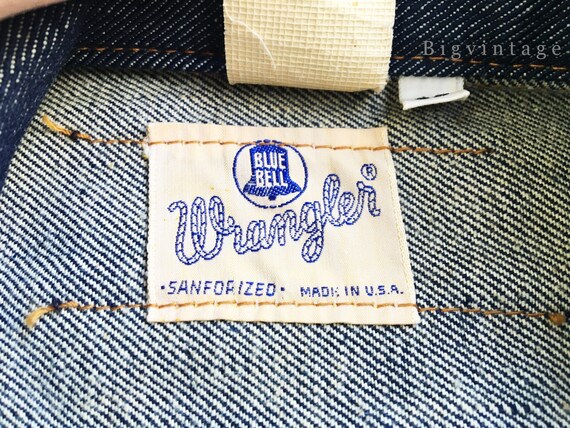 Bigvintage
BLUE
BELL
Wrangler®
·SANFORIZED· MADE IN U.S.A.